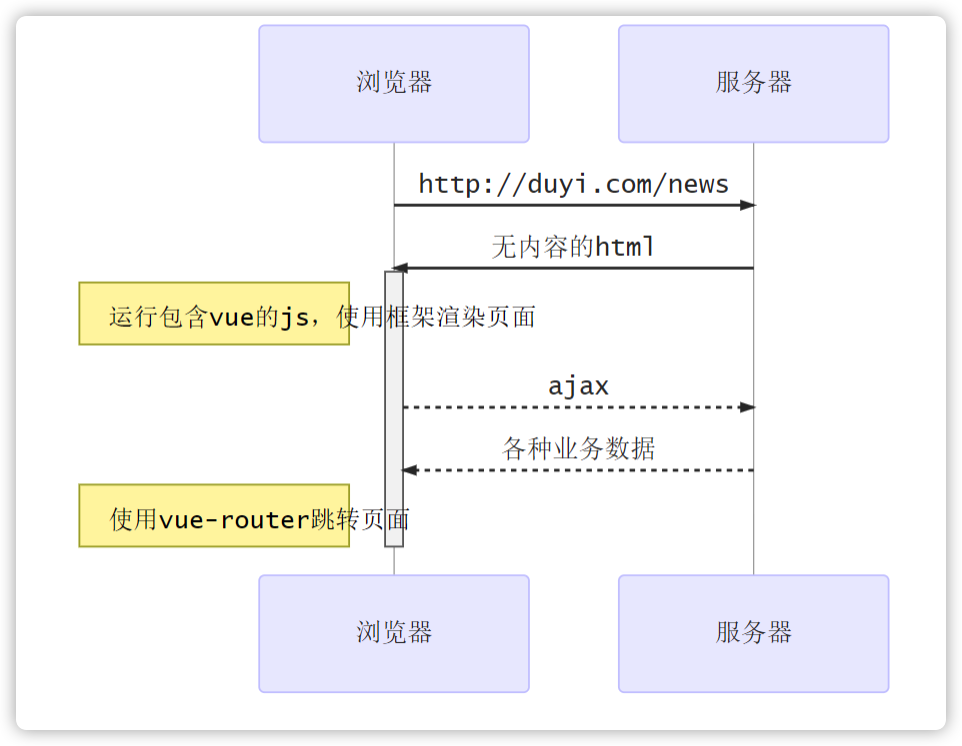 浏览器
服务器
http://duyi.com/news
无内容的html
运行包含vue的js，使用框架渲染页面
ajax
各种业务数据
使用vue-router跳转页面
浏览器
服务器